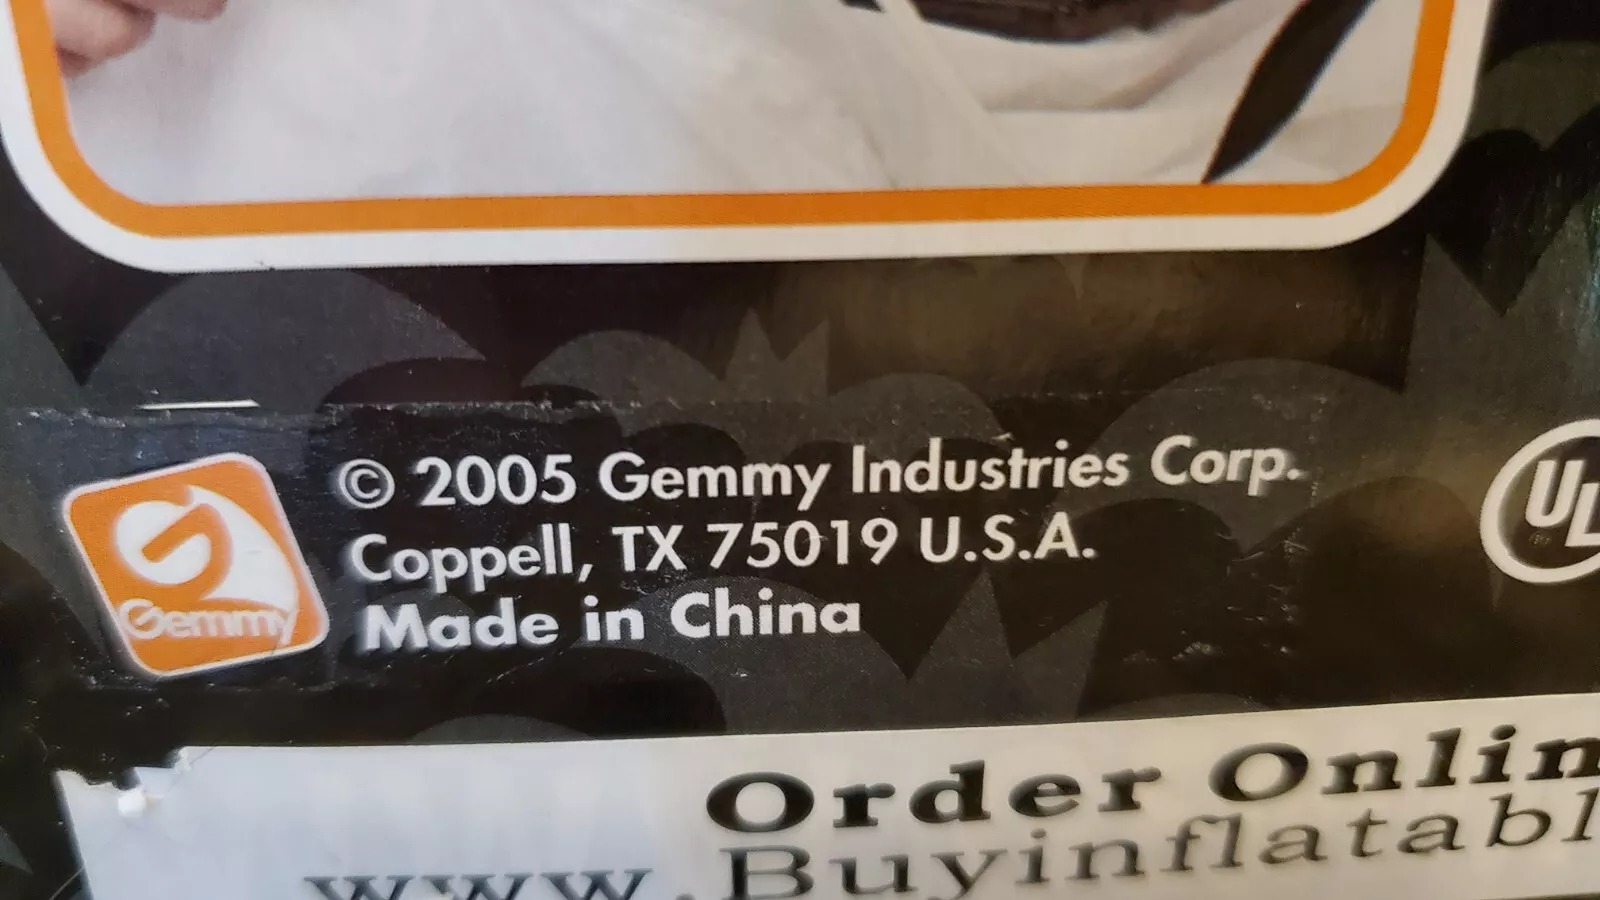 © 2005 Gemmy Industries Corp.
Coppell, TX 75019 U.S.A.
Made in China
Gemmy
UL
Order Onlin
www.Buyinflatabl